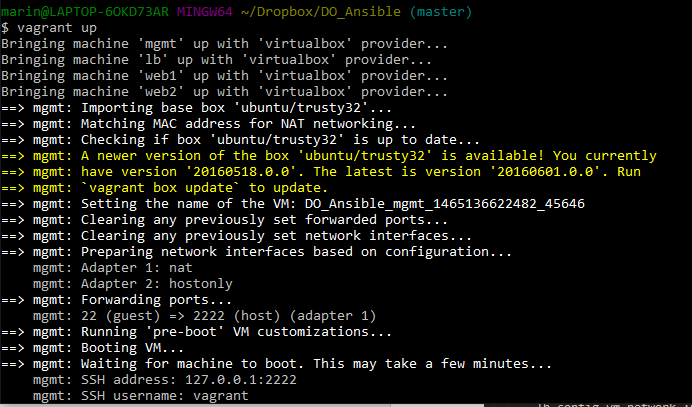 marin@LAPTOP-6OKD73AR MINGW64 ~/Dropbox/DO_Ansible (master)
$ vagrant up
Bringing machine 'mgmt' up with 'virtualbox' provider...
Bringing machine 'lb' up with 'virtualbox' provider...
Bringing machine 'web1' up with 'virtualbox' provider...
Bringing machine 'web2' up with 'virtualbox' provider...
==> mgmt: Importing base box 'ubuntu/trusty32'...
==> mgmt: Matching MAC address for NAT networking...
==> mgmt: Checking if box 'ubuntu/trusty32' is up to date...
==> mgmt: A newer version of the box 'ubuntu/trusty32' is available! You currently
==> mgmt: have version '20160518.0.0'. The latest is version '20160601.0.0'. Run
==> mgmt: `vagrant box update` to update.
==> mgmt: Setting the name of the VM: DO_Ansible_mgmt_1465136622482_45646
==> mgmt: Clearing any previously set forwarded ports...
==> mgmt: Clearing any previously set network interfaces...
==> mgmt: Preparing network interfaces based on configuration...
    mgmt: Adapter 1: nat
    mgmt: Adapter 2: hostonly
==> mgmt: Forwarding ports...
    mgmt: 22 (guest) => 2222 (host) (adapter 1)
==> mgmt: Running 'pre-boot' VM customizations...
==> mgmt: Booting VM...
==> mgmt: Waiting for machine to boot. This may take a few minutes...
    mgmt: SSH address: 127.0.0.1:2222
    mgmt: SSH username: vagrant